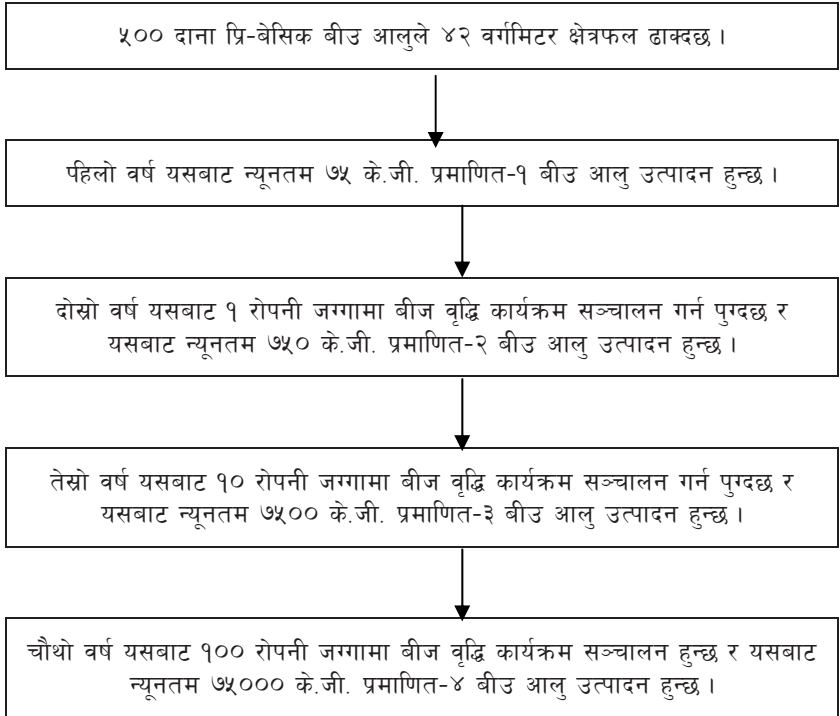 ५०० दाना प्रि-बेसिक बीउ आलुले ४२ वर्गमिटर क्षेत्रफल ढाक्दछ ।
पहिलो वर्ष यसबाट न्यूनतम ७५ के.जी. प्रमाणित-१ बीउ आलु उत्पादन हुन्छ ।
दोस्रो वर्ष यसबाट १ रोपनी जग्गामा बीज वृद्धि कार्यक्रम सञ्चालन गर्न पुग्दछ र
यसबाट न्यूनतम ७५० के.जी. प्रमाणित-२ बीउ आलु उत्पादन हुन्छ ।
तेस्रो वर्ष यसबाट १० रोपनी जग्गामा बीज वृद्धि कार्यक्रम सञ्चालन गर्न पुग्दछ र
यसबाट न्यूनतम ७५०० के.जी. प्रमाणित-३ बीउ आलु उत्पादन हुन्छ ।
चौथो वर्ष यसबाट १०० रोपनी जग्गामा बीज वृद्धि कार्यक्रम सञ्चालन हुन्छ र यसबाट
न्यूनतम ७५००० के.जी. प्रमाणित-४ बीउ आलु उत्पादन हुन्छ ।